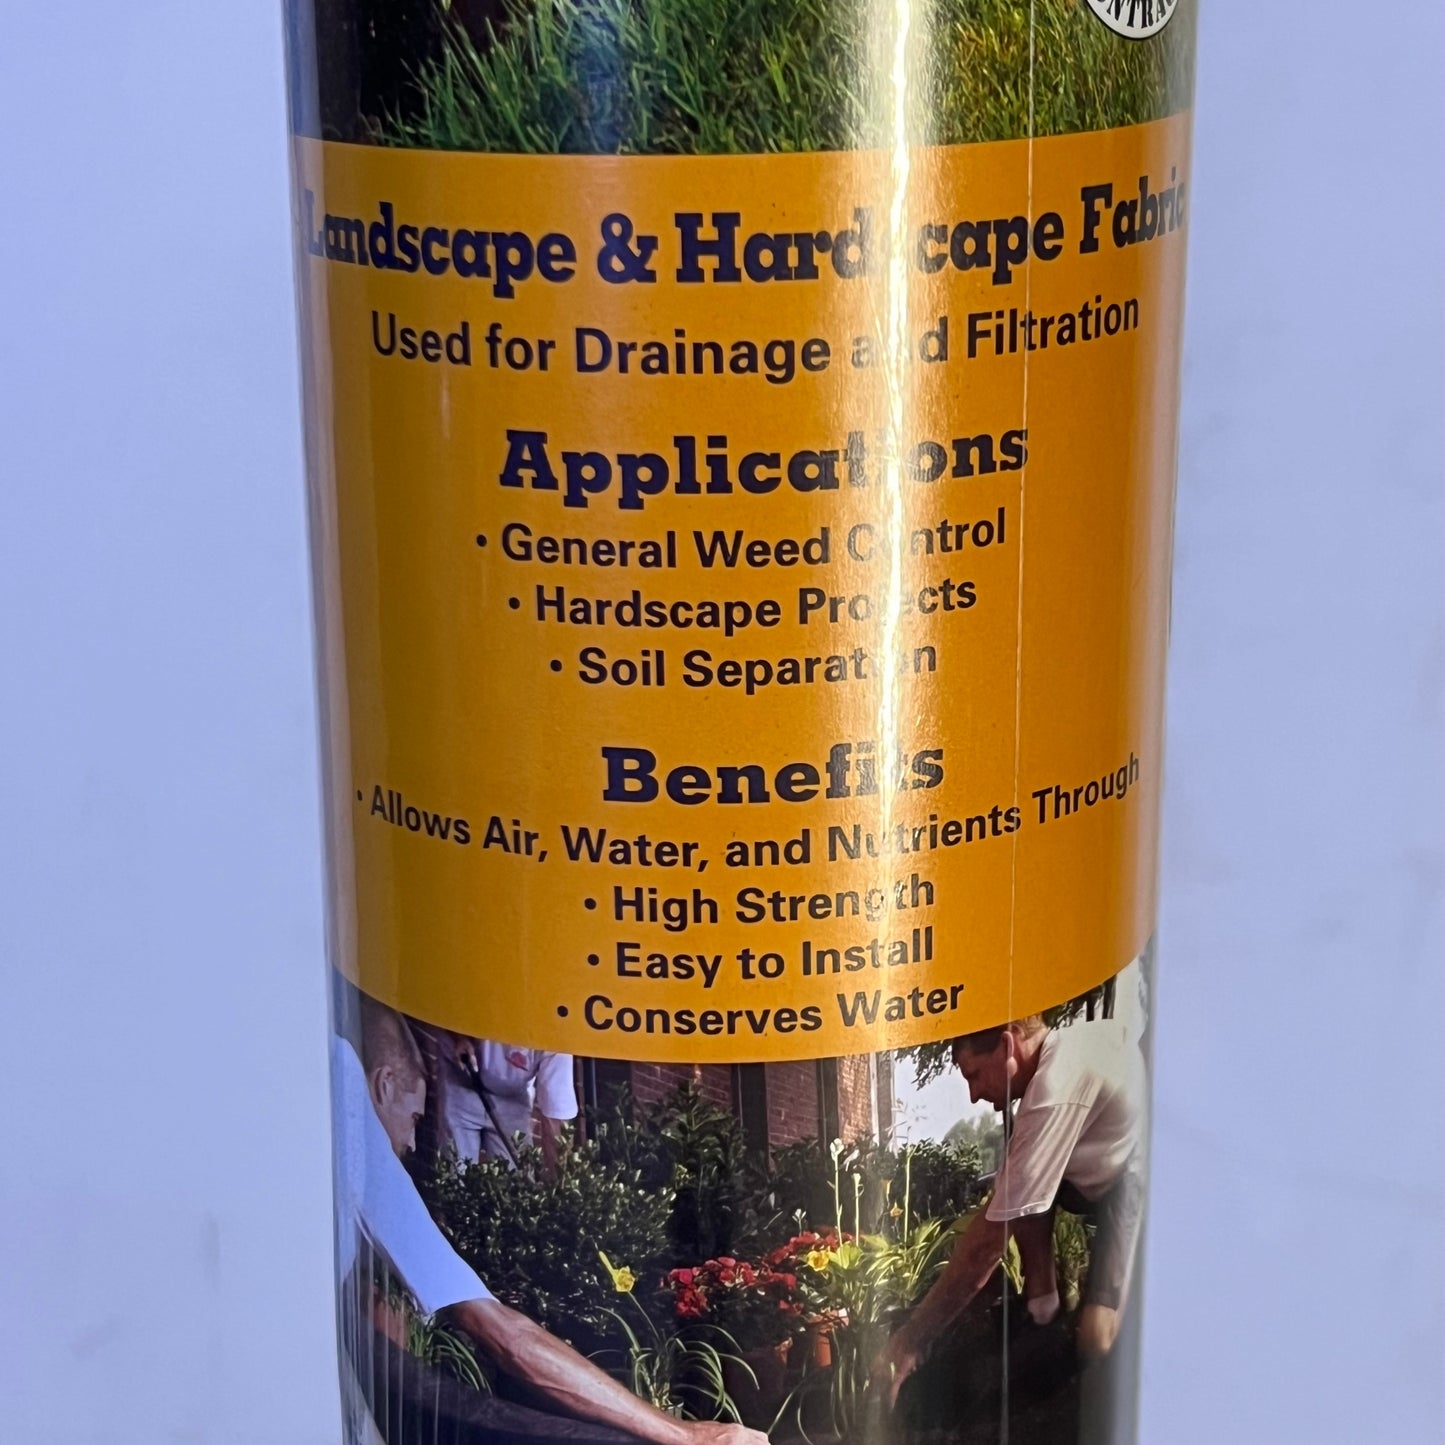 Landscape & Hardscape Fabric
Used for Drainage and Filtration
Applications
• General Weed Control
• Hardscape Projects
• Soil Separation
Benefits
• Allows Air, Water, and Nutrients Through
• High Strength
• Easy to Install
• Conserves Water